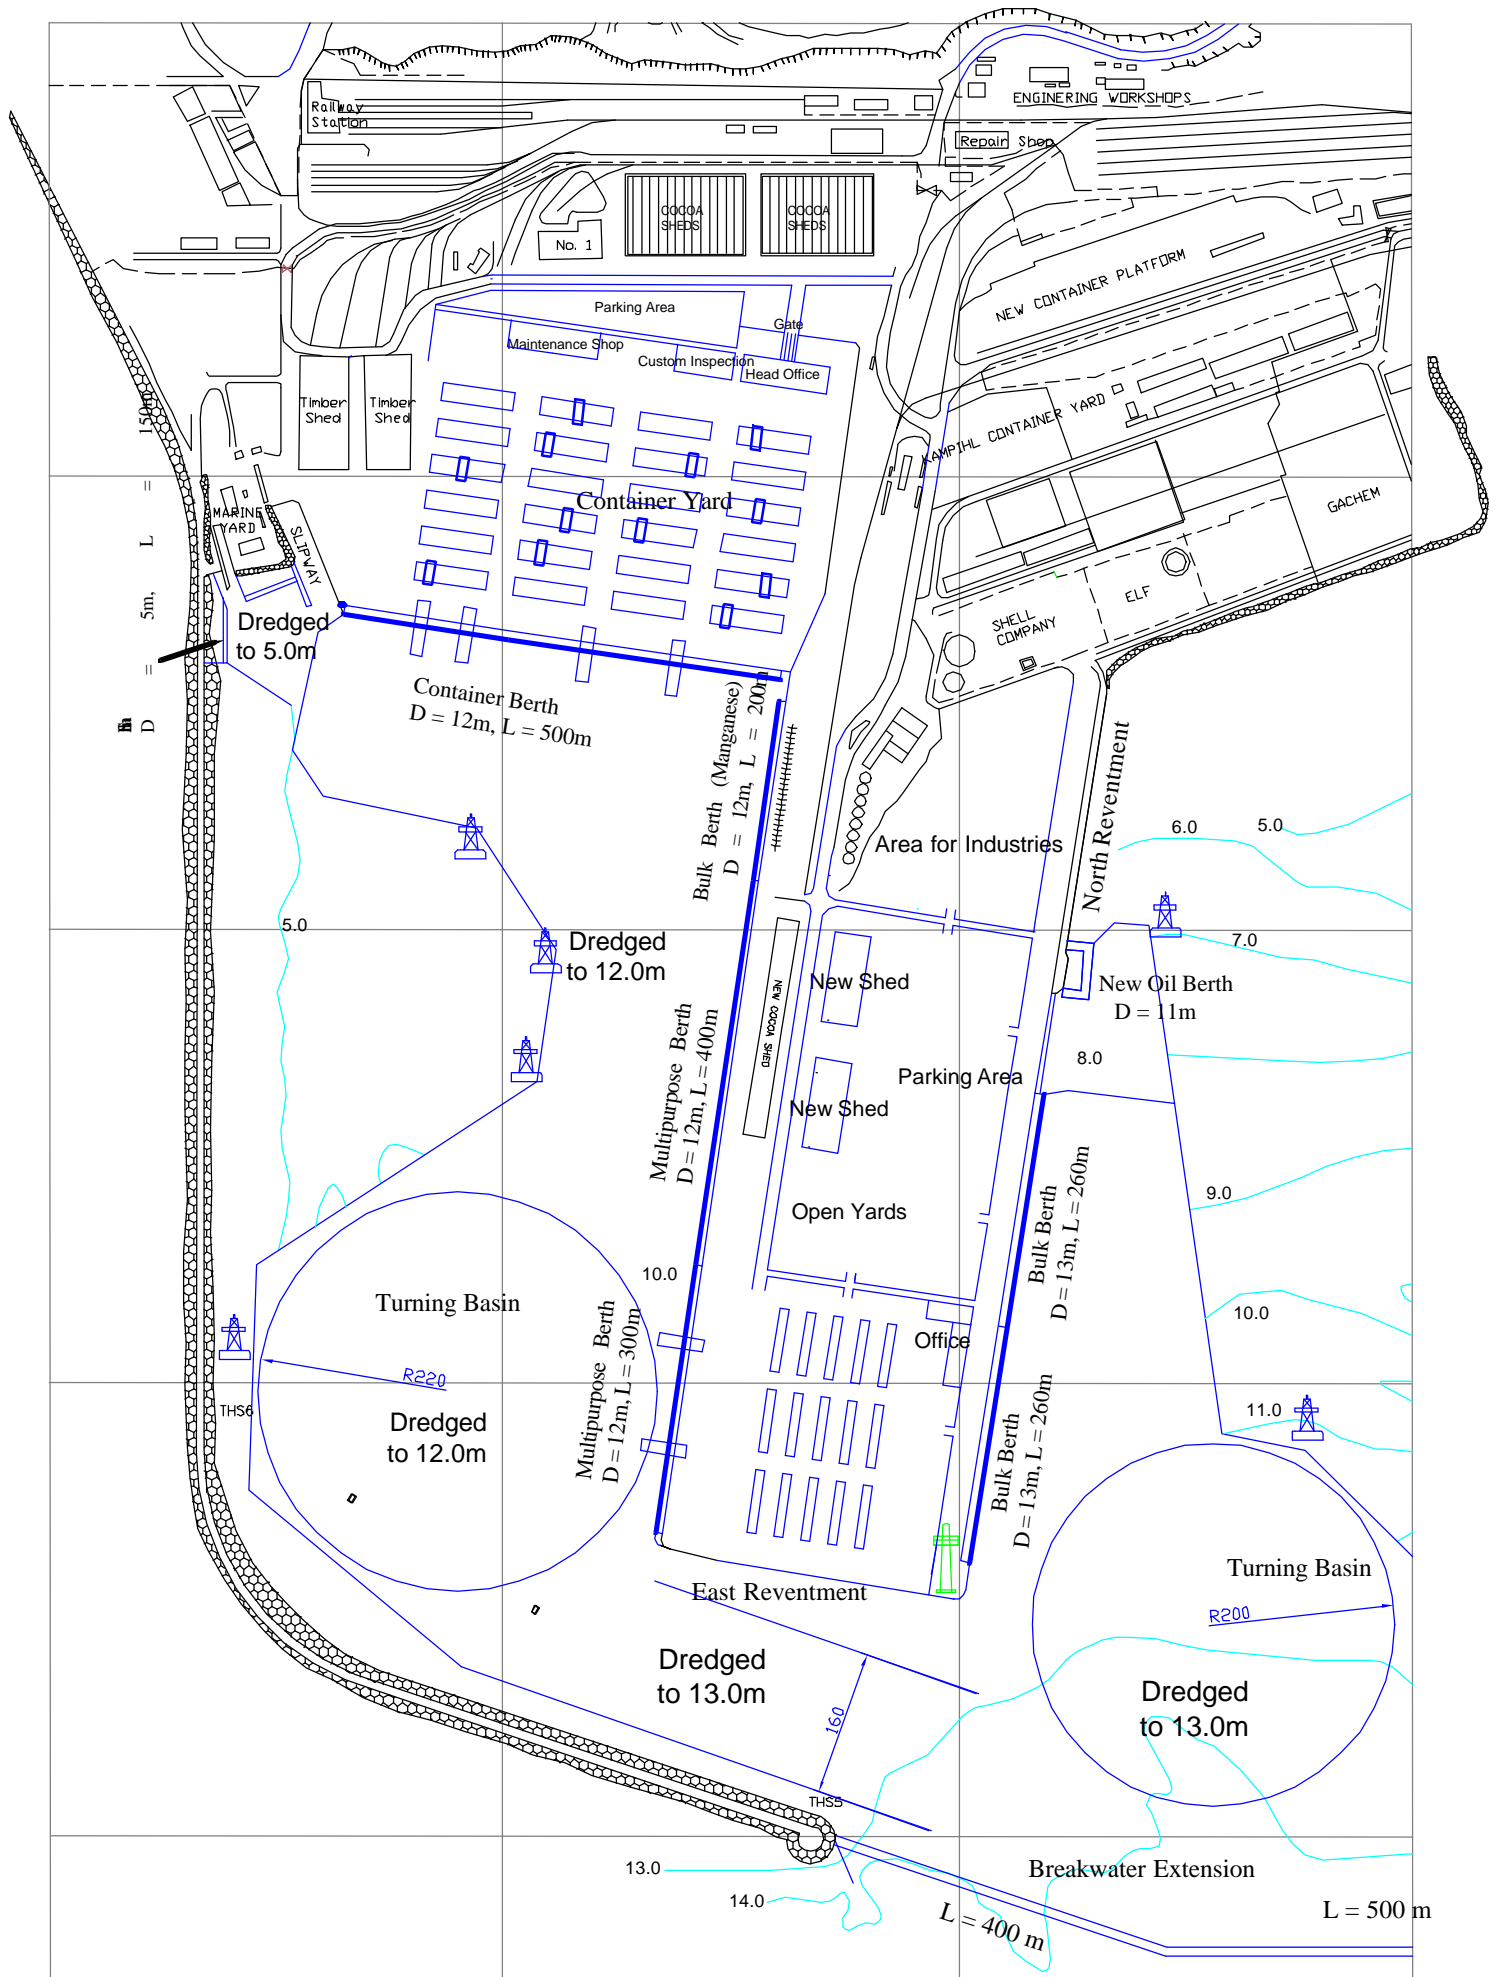 Railway
Station
ENGINERING WORKSHOPS
Repair Shop
COCOA
SHEDS
COCOA
SHEDS
No. 1
NEW CONTAINER PLATFORM
Parking Area
Gate
Maintenance Shop
Custom Inspection
Head Office
Timber
Shed
Timber
Shed
KAMPIHL CONTAINER YARD
Container Yard
GACHEM
MARINE
YARD
SLIPWAY
ELF
SHELL
COMPANY
D = 5m, L = 150m
Dredged
to 5.0m
Container Berth
D = 12m, L = 500m
Bulk Berth (Manganese)
D = 12m, L = 200m
North Reventment
Area for Industries
6.0
5.0
5.0
Dredged
to 12.0m
7.0
New Shed
NEW COCOA SHED
New Oil Berth
D = 11m
Multipurpose Berth
D = 12m, L = 400m
8.0
Parking Area
New Shed
9.0
Open Yards
Bulk Berth
D = 13m, L = 260m
10.0
Turning Basin
10.0
Multipurpose Berth
D = 12m, L = 300m
Office
R220
THS6
Dredged
to 12.0m
11.0
Bulk Berth
D = 13m, L = 260m
Turning Basin
East Reventment
R200
Dredged
to 13.0m
Dredged
to 13.0m
160
THS5
13.0
14.0
Breakwater Extension
L = 400 m
L = 500 m